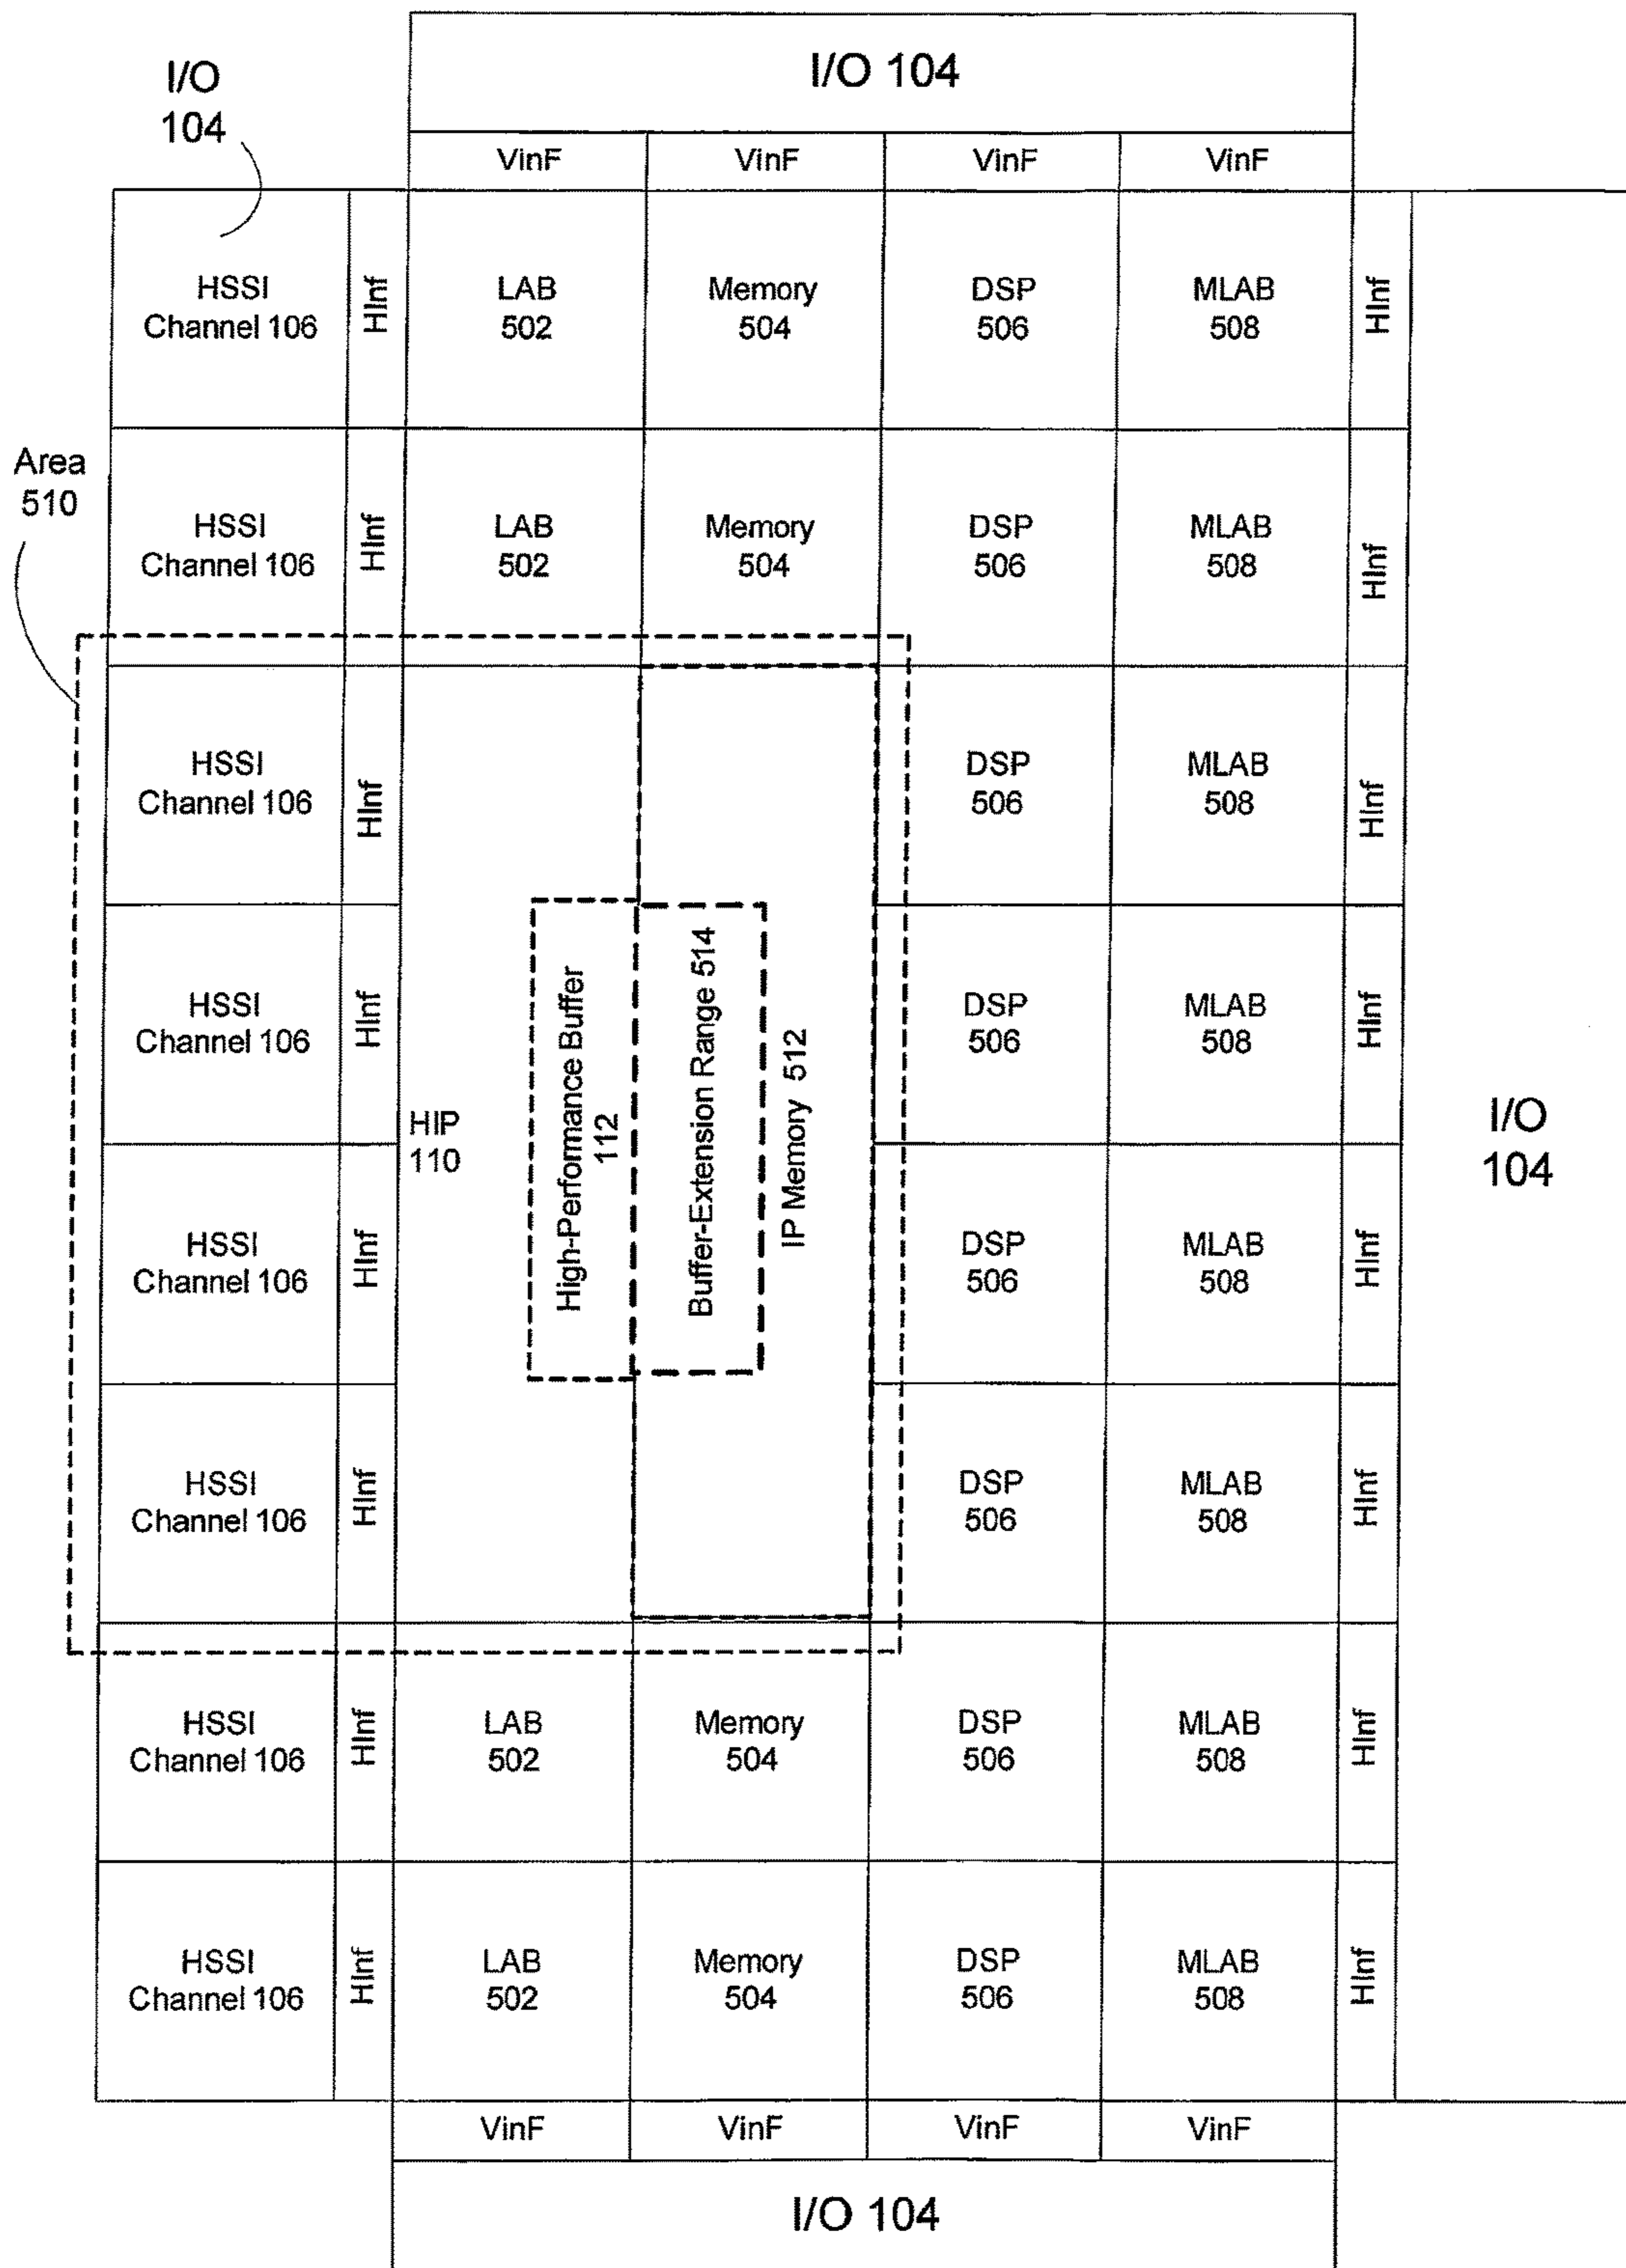 I/O 104
I/O
104
VinF VinF VinF VinF
HSSI
Channel 106
HInf
LAB
502
Memory
504
DSP
506
MLAB
508
HInf
Area
510
HSSI
Channel 106
HInf
LAB
502
Memory
504
DSP
506
MLAB
508
HInf
HSSI
Channel 106
HInf
DSP
506
MLAB
508
HInf
HSSI
Channel 106
HInf
DSP
506
MLAB
508
HInf
HIP
110
High-Performance Buffer
112
Buffer-Extension Range 514
IP Memory 512
I/O
104
HSSI
Channel 106
HInf
DSP
506
MLAB
508
HInf
HSSI
Channel 106
HInf
DSP
506
MLAB
508
HInf
HSSI
Channel 106
HInf
LAB
502
Memory
504
DSP
506
MLAB
508
HInf
HSSI
Channel 106
HInf
LAB
502
Memory
504
DSP
506
MLAB
508
HInf
VinF VinF VinF VinF
I/O 104